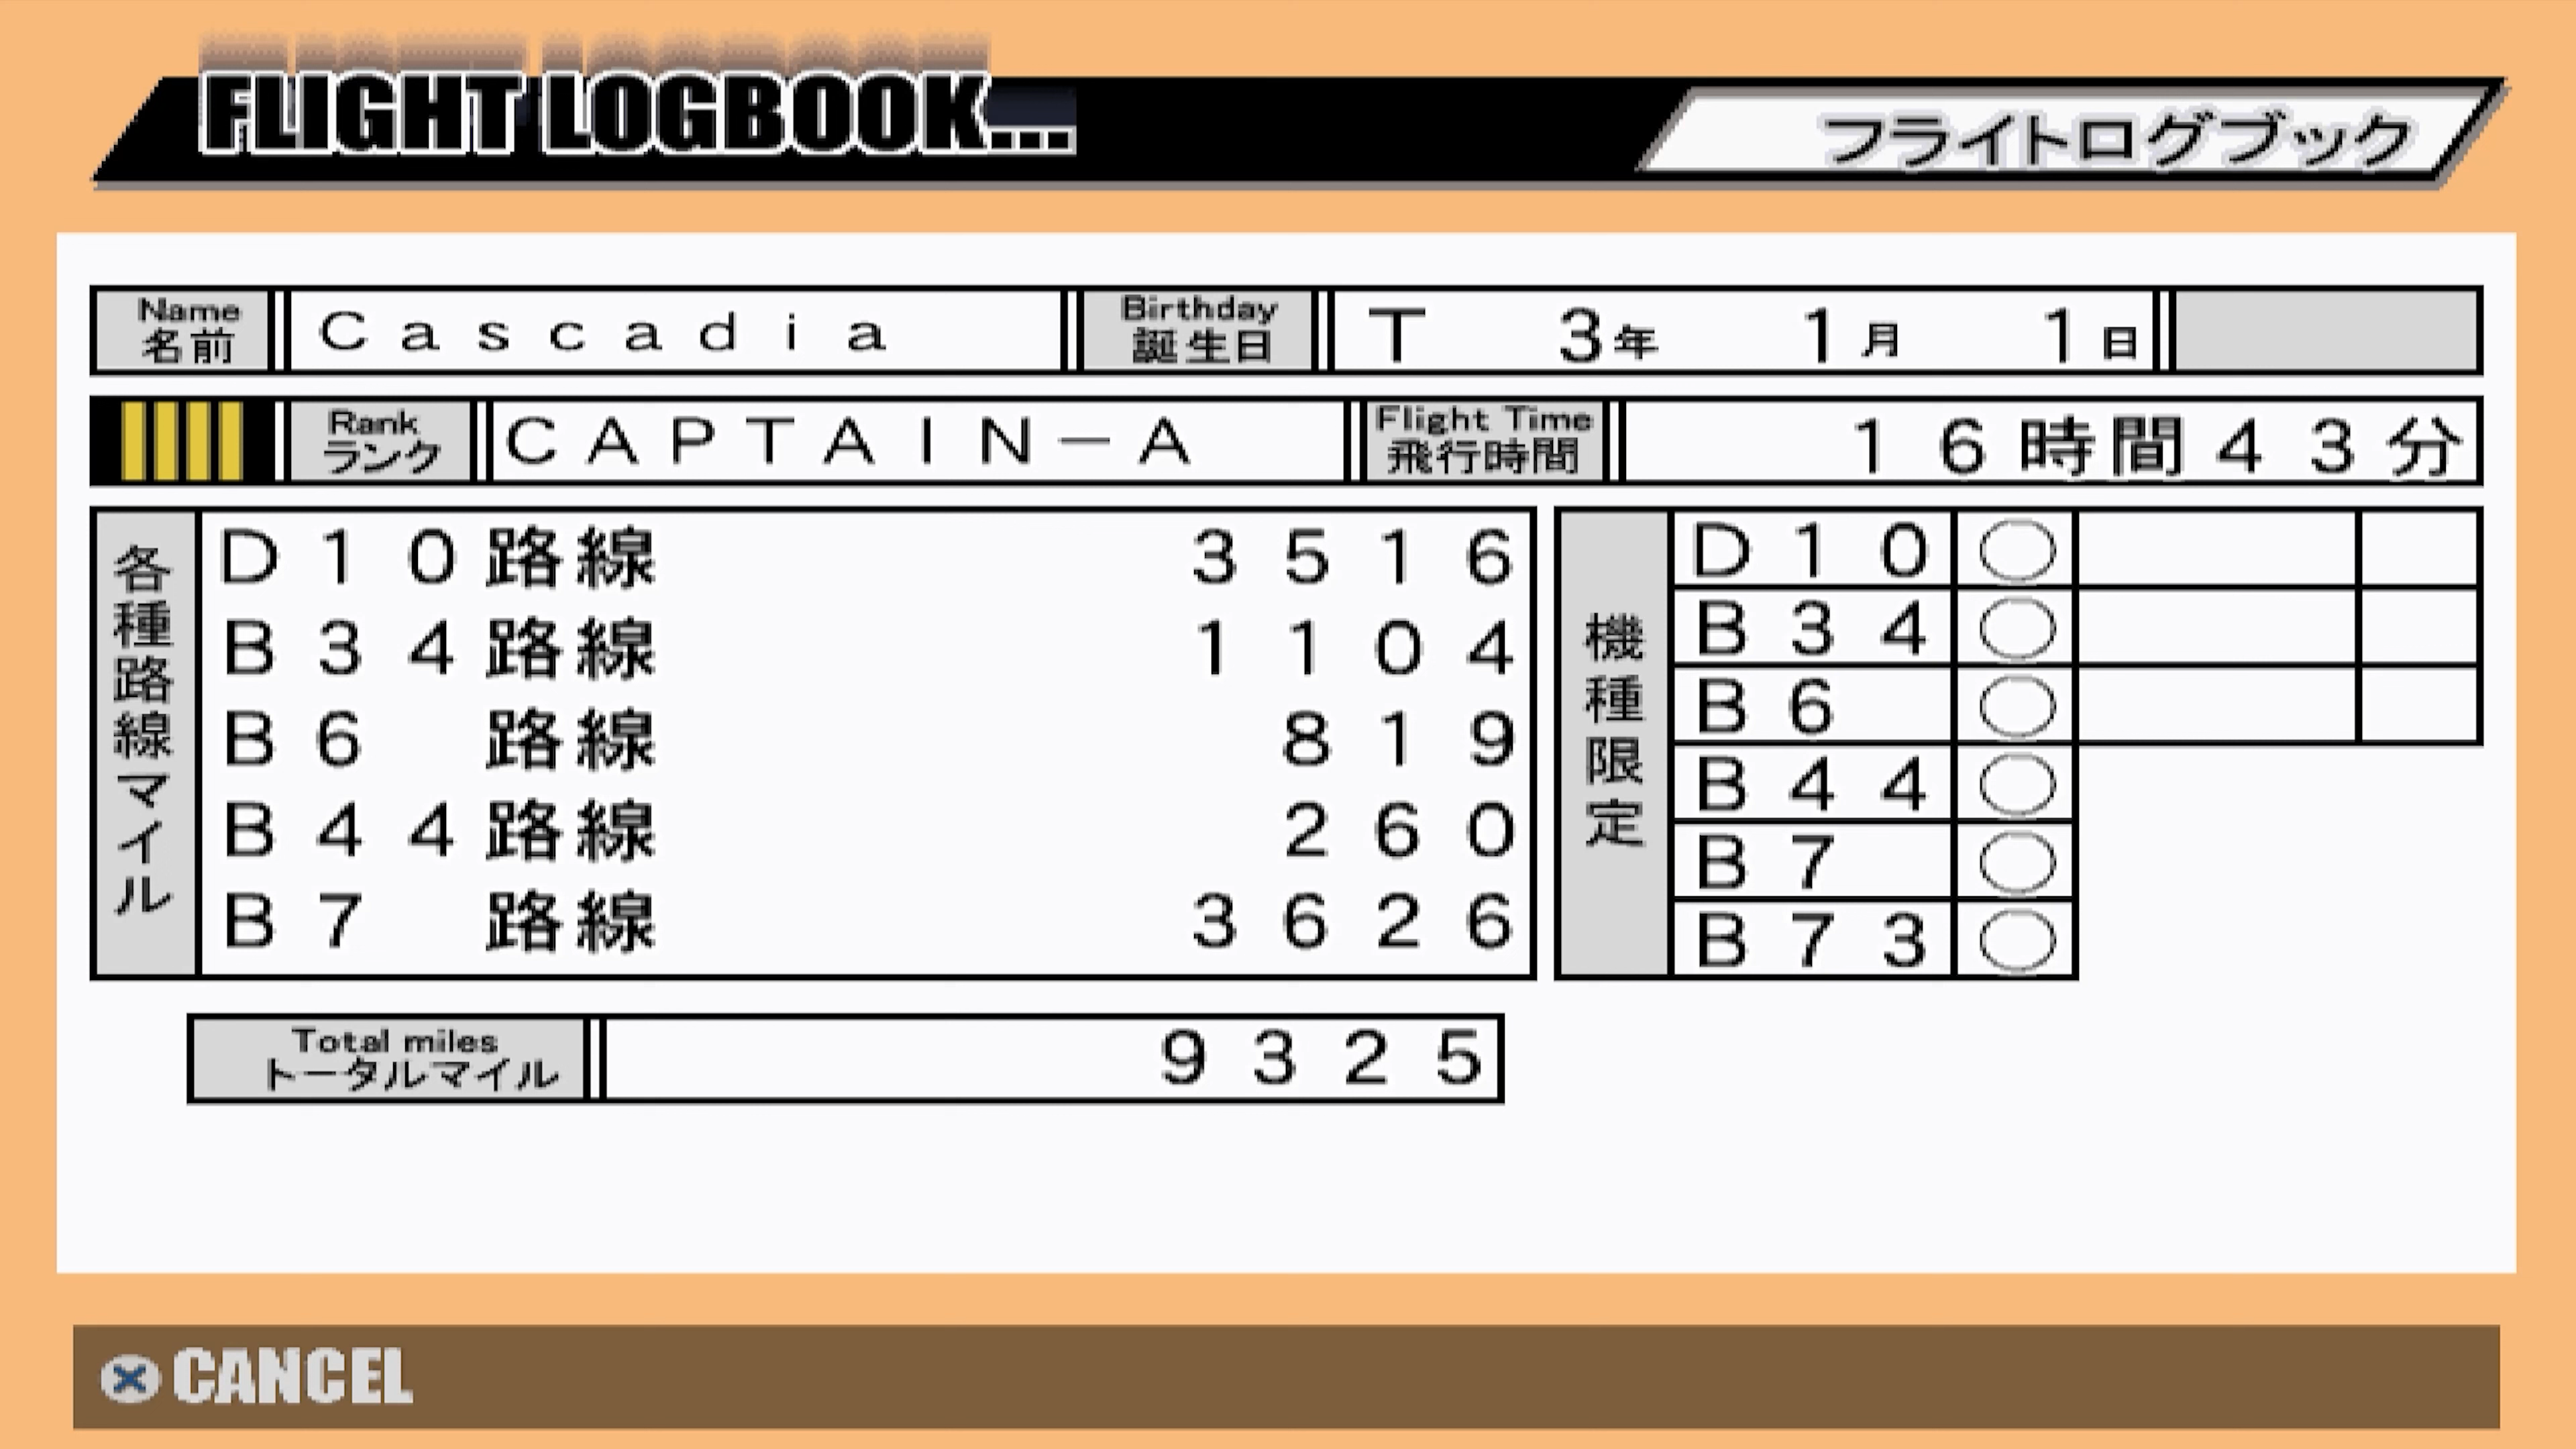 FLIGHT LOGBOOK...
フライトログブック
Name
名前
Cascadia
Birthday
誕生日
T 3年 1月 1日
Rank
ランク
CAPTAIN－A
Flight Time
飛行時間
16時間43分
各種路線マイル
D10路線 3516
B34路線 1104
B6 路線 819
B44路線 260
B7 路線 3626
機種限定
D10 ○
B34 ○
B6 ○
B44 ○
B7 ○
B73 ○
Total miles
トータルマイル
9325
CANCEL